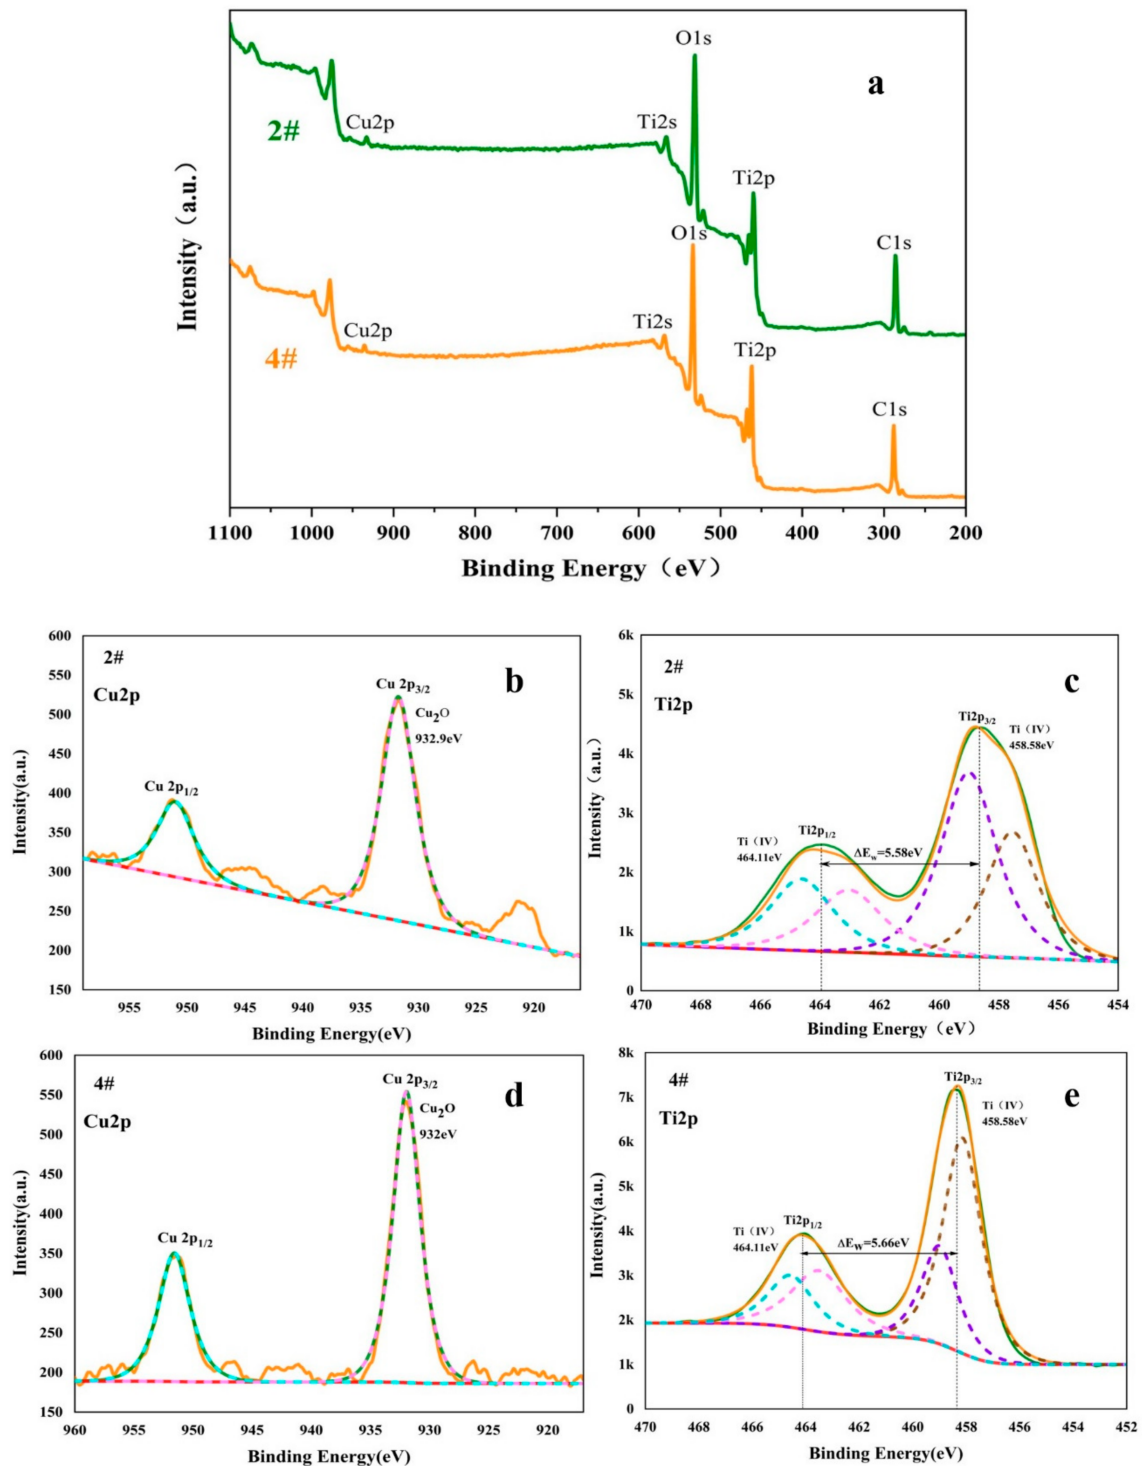 a
O1s
2#
Cu2p
Ti2s
Ti2p
O1s
C1s
4#
Cu2p
Ti2s
Ti2p
C1s
Intensity（a.u.）
1100 1000 900 800 700 600 500 400 300 200
Binding Energy（eV）
2#
Cu2p
b
Cu 2p3/2
Cu2O
932.9eV
Cu 2p1/2
Intensity(a.u.)
600
550
500
450
400
350
300
250
200
150
955 950 945 940 935 930 925 920
Binding Energy(eV)
2#
Ti2p
c
Ti2p3/2
Ti（IV）
458.58eV
Ti2p1/2
Ti（IV）
464.11eV
ΔEw=5.58eV
Intensity（a.u.）
6k
5k
4k
3k
2k
1k
0
470 468 466 464 462 460 458 456 454
Binding Energy（eV）
4#
Cu2p
d
Cu 2p3/2
Cu2O
932eV
Cu 2p1/2
Intensity(a.u.)
600
550
500
450
400
350
300
250
200
150
960 955 950 945 940 935 930 925 920
Binding Energy(eV)
4#
Ti2p
e
Ti2p3/2
Ti（IV）
458.58eV
Ti2p1/2
Ti（IV）
464.11eV
ΔEw=5.66eV
Intensity(a.u.)
8k
7k
6k
5k
4k
3k
2k
1k
0
470 468 466 464 462 460 458 456 454 452
Binding Energy(eV)